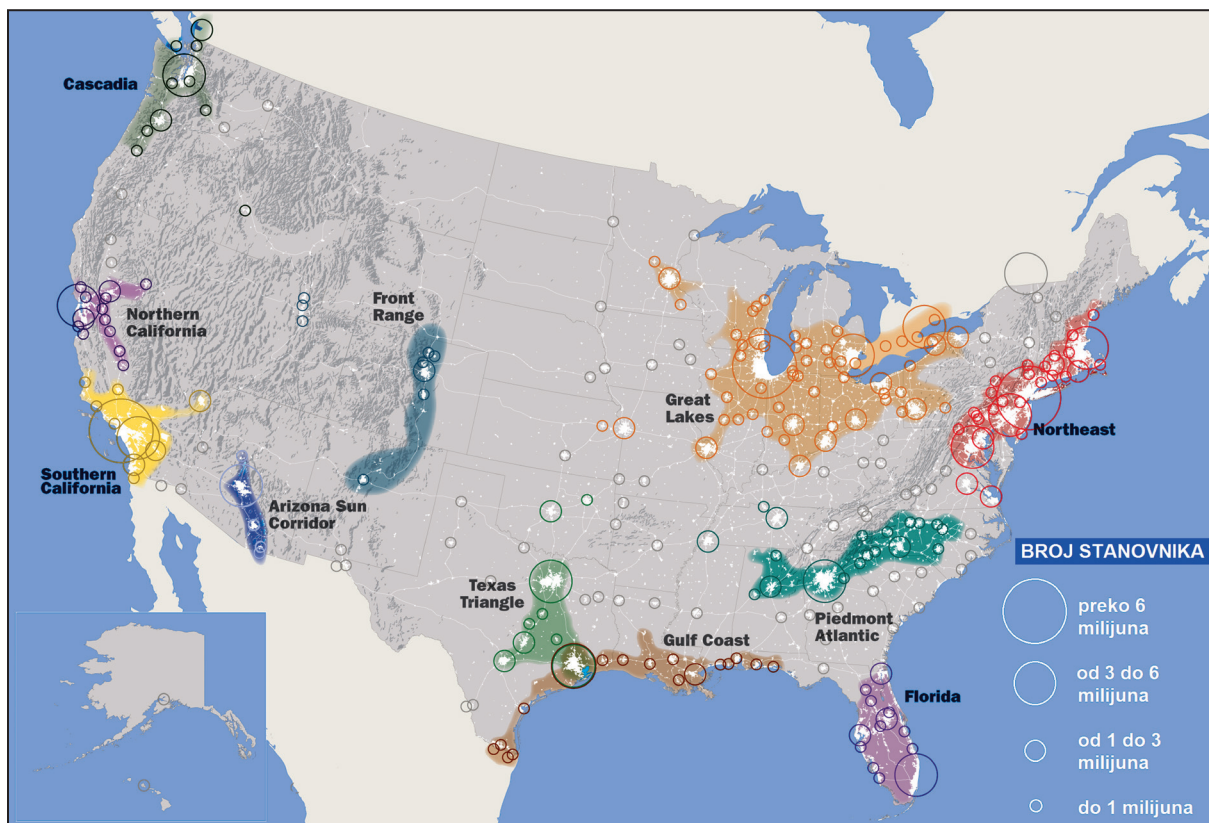 Cascadia
Northern
California
Front
Range
Great
Lakes
Northeast
Southern
California
Arizona Sun
Corridor
Texas
Triangle
Gulf Coast
Piedmont
Atlantic
Florida
BROJ STANOVNIKA
preko 6
milijuna
od 3 do 6
milijuna
od 1 do 3
milijuna
do 1 milijuna